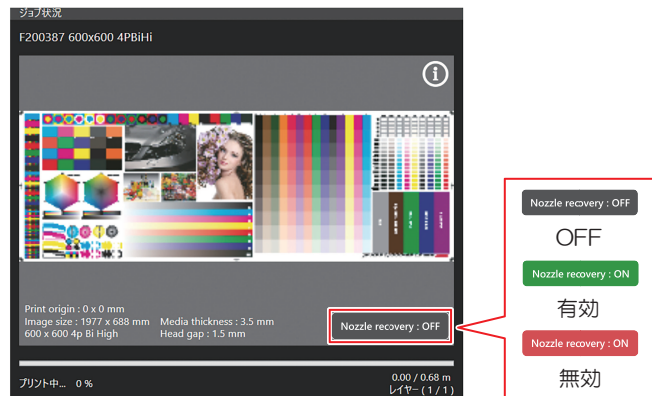 ジョブ状況
F200387 600x600 4PBiHi
Print origin : 0 x 0 mm
Image size : 1977 x 688 mm Media thickness : 3.5 mm
600 x 600 4p Bi High Head gap : 1.5 mm
Nozzle recovery : OFF
プリント中... 0 %
0.00 / 0.68 m
レイヤー ( 1 / 1 )
Nozzle recovery : OFF
OFF
Nozzle recovery : ON
有効
Nozzle recovery : ON
無効